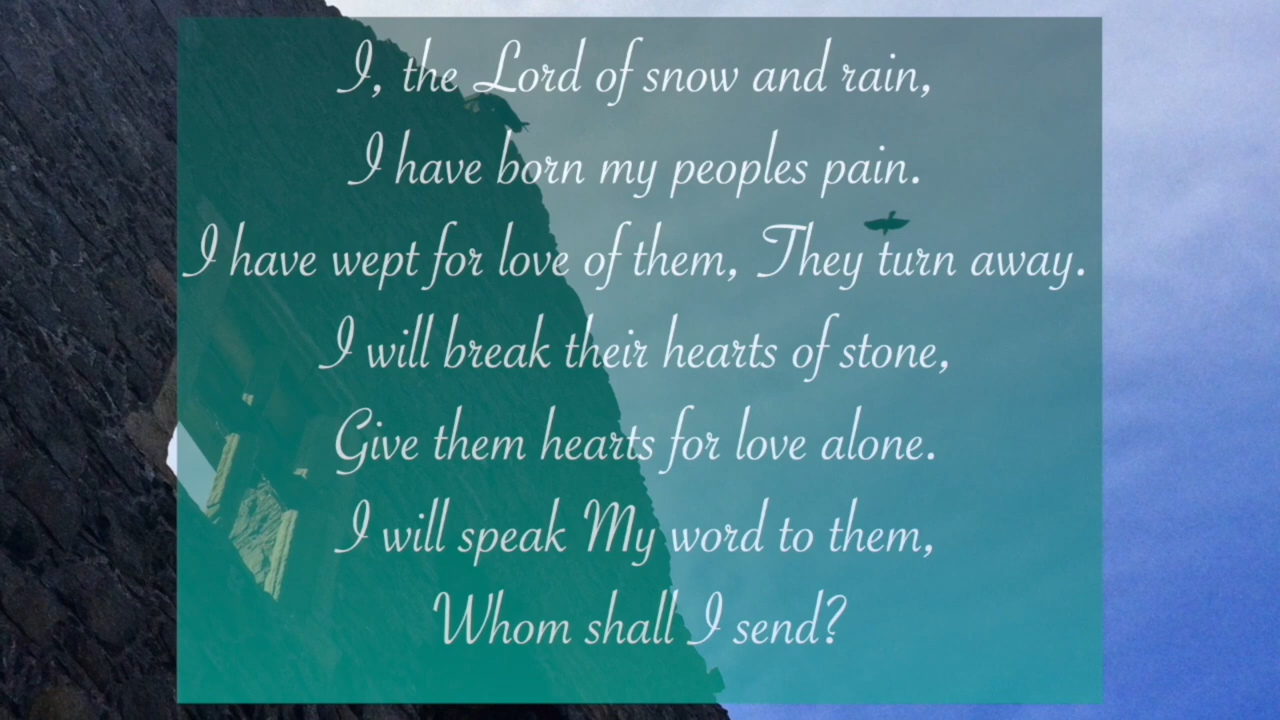 I, the Lord of snow and rain,
I have born my peoples pain.
I have wept for love of them, They turn away.
I will break their hearts of stone,
Give them hearts for love alone.
I will speak My word to them,
Whom shall I send?